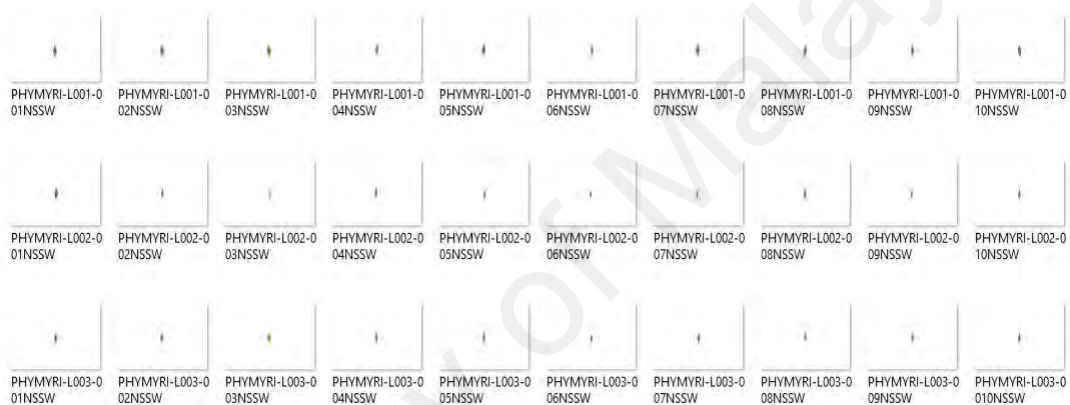 PHYMYRI-L001-0 PHYMYRI-L001-0 PHYMYRI-L001-0 PHYMYRI-L001-0 PHYMYRI-L001-0 PHYMYRI-L001-0 PHYMYRI-L001-0 PHYMYRI-L001-0 PHYMYRI-L001-0 PHYMYRI-L001-0
01NSSW 02NSSW 03NSSW 04NSSW 05NSSW 06NSSW 07NSSW 08NSSW 09NSSW 10NSSW
PHYMYRI-L002-0 PHYMYRI-L002-0 PHYMYRI-L002-0 PHYMYRI-L002-0 PHYMYRI-L002-0 PHYMYRI-L002-0 PHYMYRI-L002-0 PHYMYRI-L002-0 PHYMYRI-L002-0 PHYMYRI-L002-0
01NSSW 02NSSW 03NSSW 04NSSW 05NSSW 06NSSW 07NSSW 08NSSW 09NSSW 10NSSW
PHYMYRI-L003-0 PHYMYRI-L003-0 PHYMYRI-L003-0 PHYMYRI-L003-0 PHYMYRI-L003-0 PHYMYRI-L003-0 PHYMYRI-L003-0 PHYMYRI-L003-0 PHYMYRI-L003-0 PHYMYRI-L003-0
01NSSW 02NSSW 03NSSW 04NSSW 05NSSW 06NSSW 07NSSW 08NSSW 09NSSW 010NSSW
of